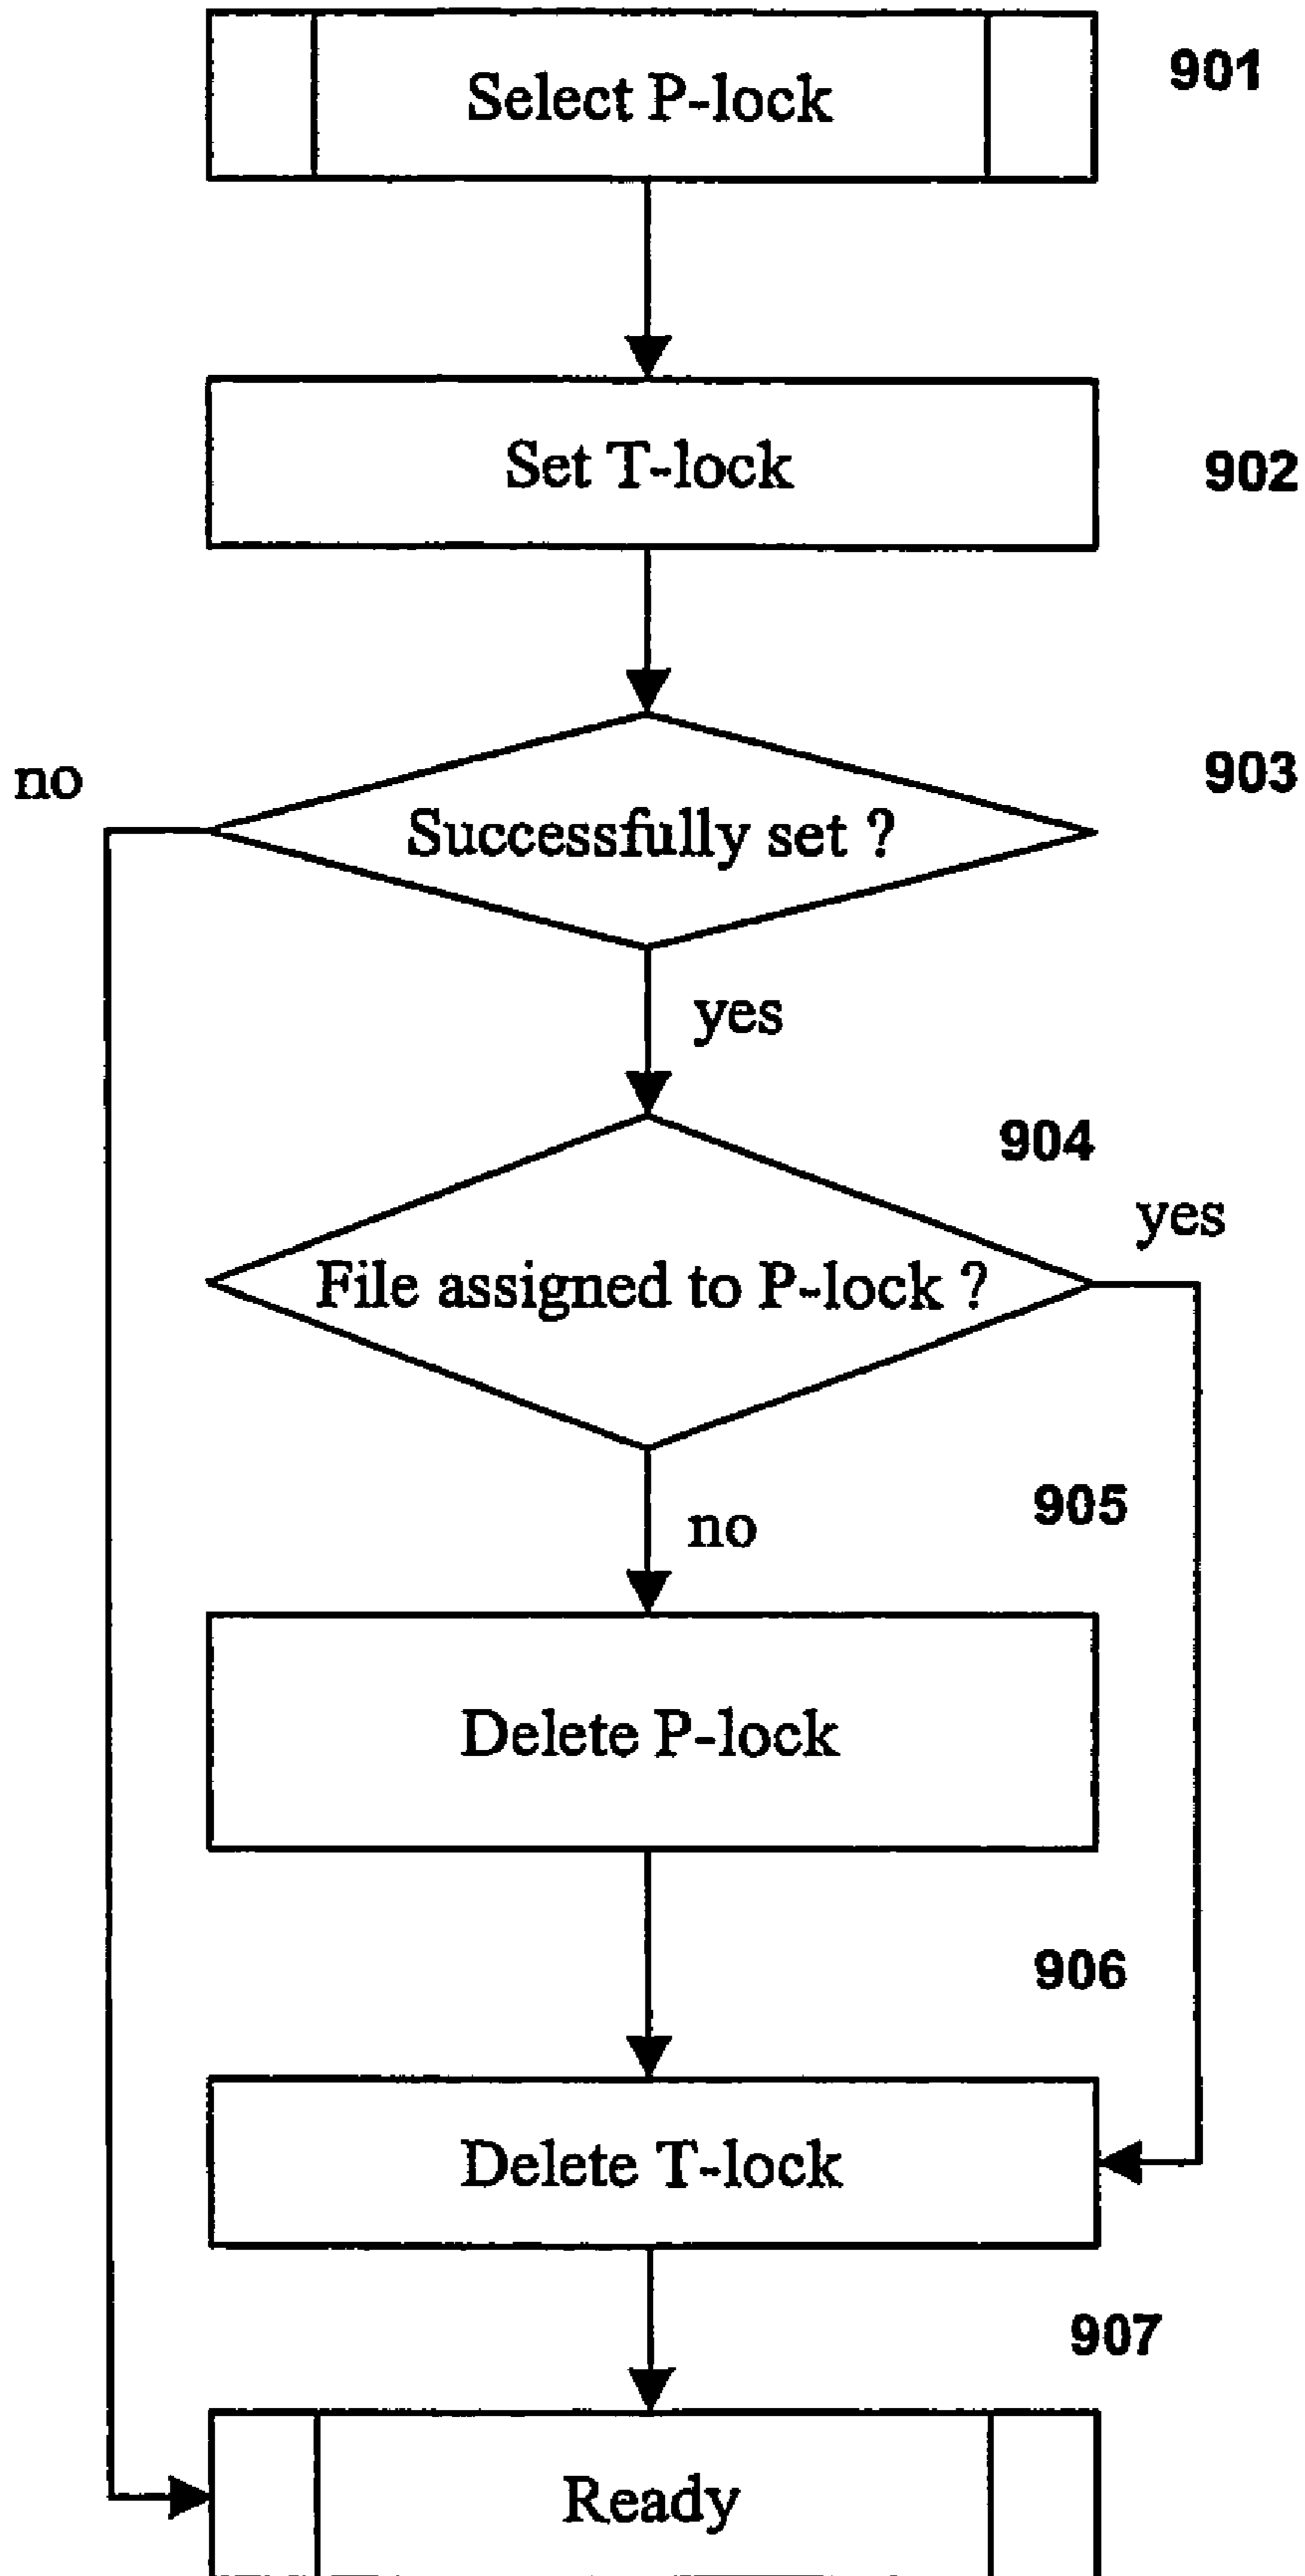 Select P-lock
901
Set T-lock
902
no
Successfully set ?
903
yes
904
File assigned to P-lock ?
yes
no
905
Delete P-lock
906
Delete T-lock
907
Ready